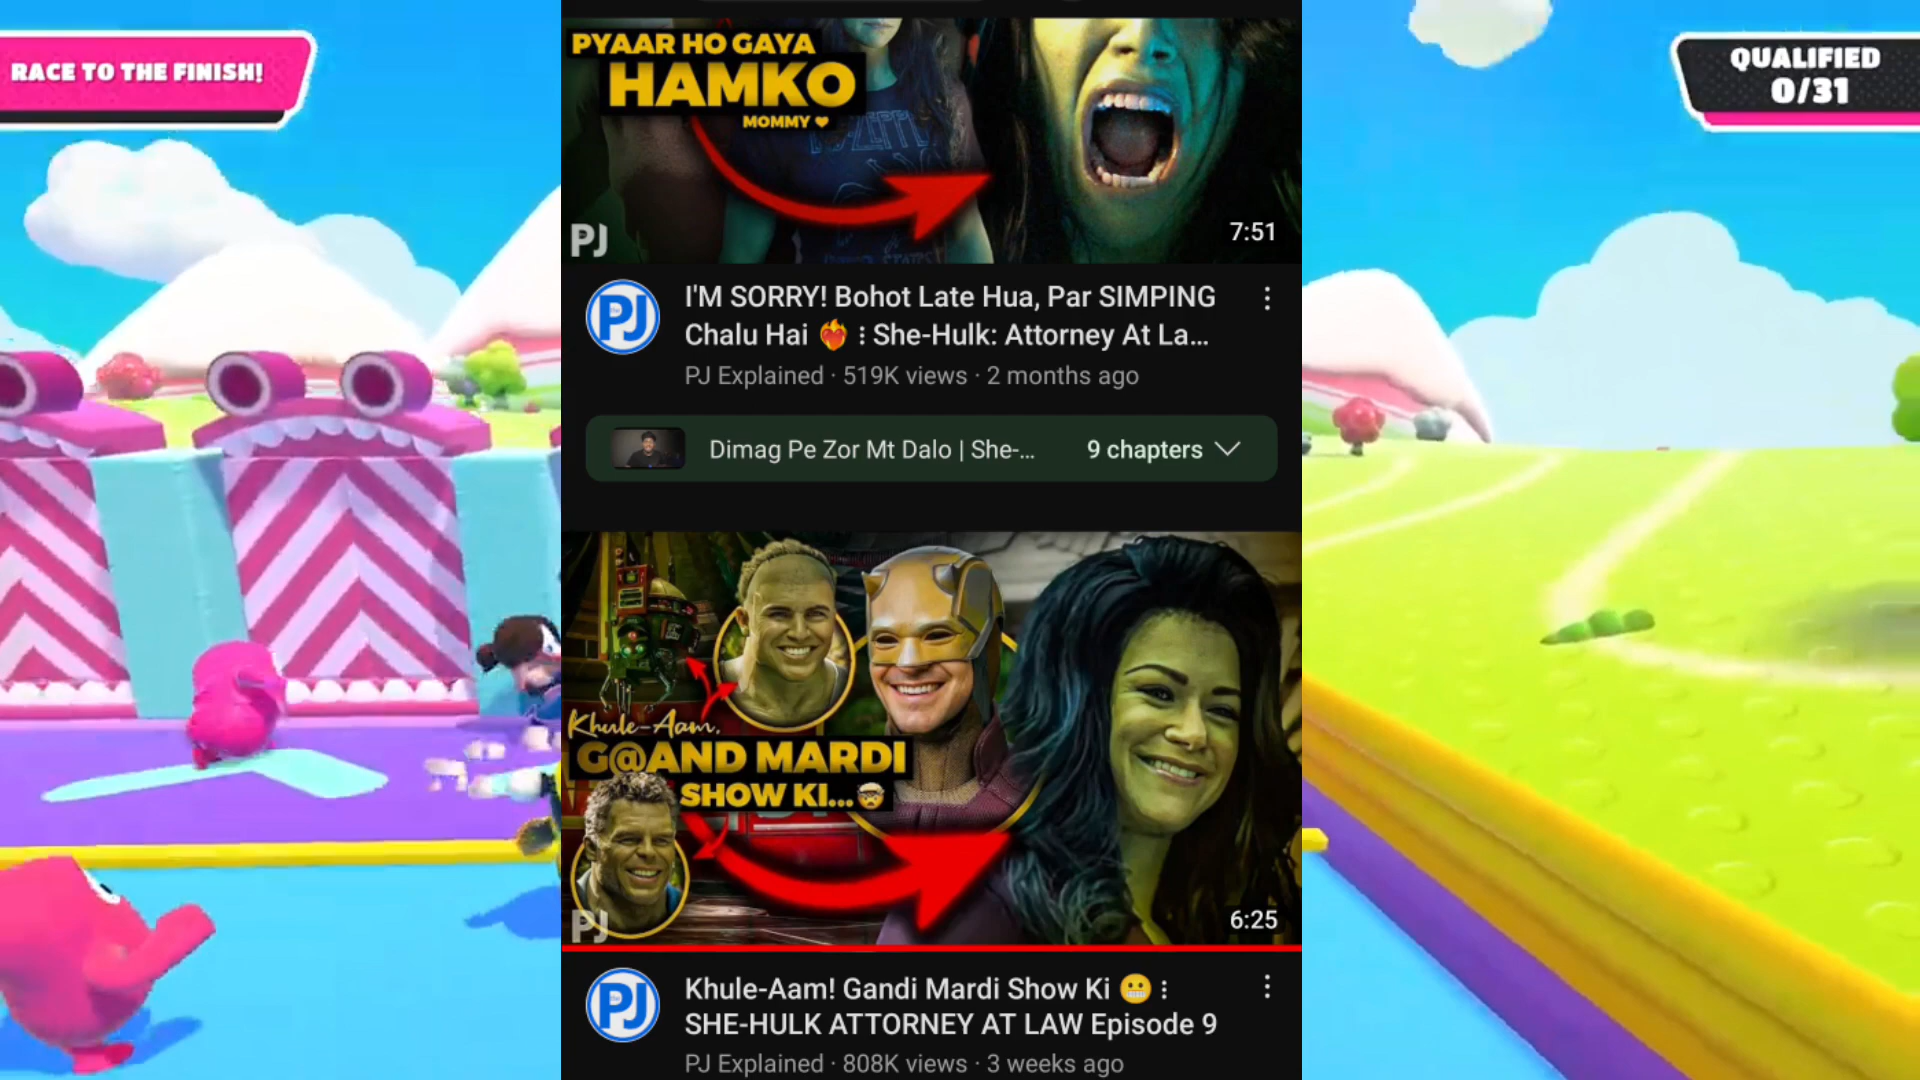 RACE TO THE FINISH!
QUALIFIED
0/31
PYAAR HO GAYA
HAMKO
MOMMY ❤
PJ
7:51
PJ
I'M SORRY! Bohot Late Hua, Par SIMPING
Chalu Hai ❤️‍🔥 ⫶ She-Hulk: Attorney At La...
PJ Explained · 519K views · 2 months ago
Dimag Pe Zor Mt Dalo | She-...
9 chapters
Khule-Aam,
G@AND MARDI
SHOW KI...🤯
PJ
6:25
PJ
Khule-Aam! Gandi Mardi Show Ki 😬 ⫶
SHE-HULK ATTORNEY AT LAW Episode 9
PJ Explained · 808K views · 3 weeks ago